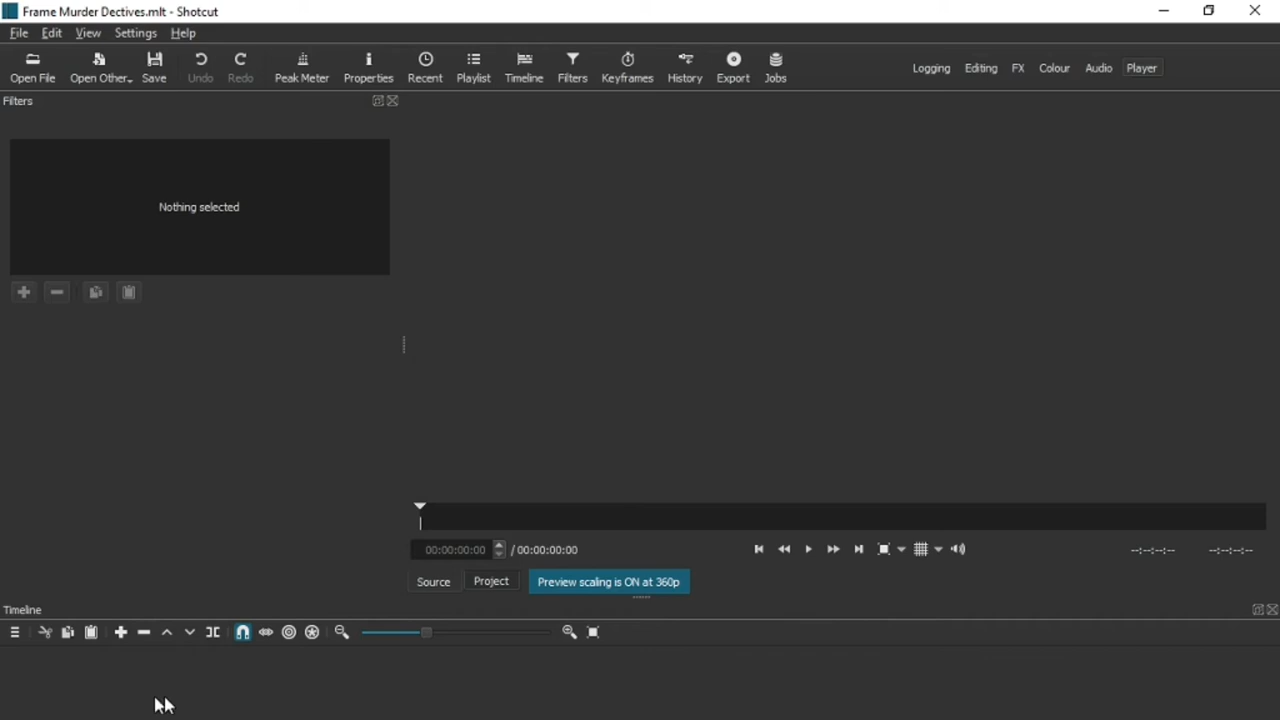 Frame Murder Dectives.mlt - Shotcut
File Edit View Settings Help
Open File Open Other.. Save Undo Redo Peak Meter Properties Recent Playlist Timeline Filters Keyframes History Export Jobs Logging Editing FX Colour Audio Player
Filters
Nothing selected
00:00:00:00 / 00:00:00:00 --:--:--:-- --:--:--:--
Source Project Preview scaling is ON at 360p
Timeline